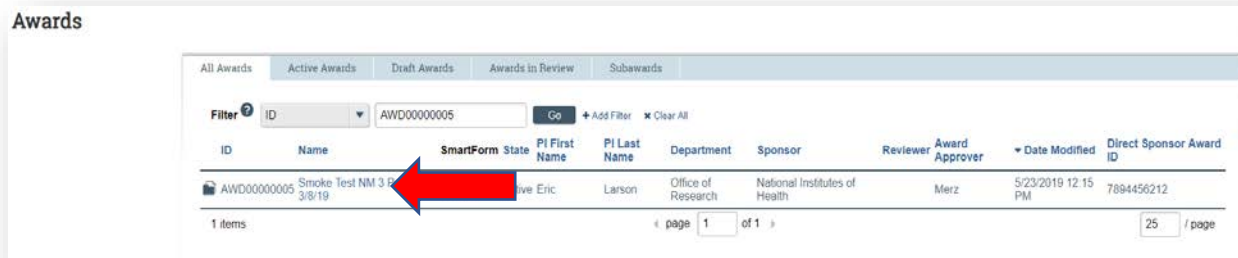 Awards
All Awards Active Awards Draft Awards Awards in Review Subawards
Filter ? ID AWD00000005 Go + Add Filter × Clear All
ID Name SmartForm State PI First Name PI Last Name Department Sponsor Reviewer Award Approver Date Modified Direct Sponsor Award ID
AWD00000005 Smoke Test NM 3 3/8/19 Eric Larson Office of Research National Institutes of Health Merz 5/23/2019 12:15 PM 7894456212
1 items page 1 of 1 25 / page